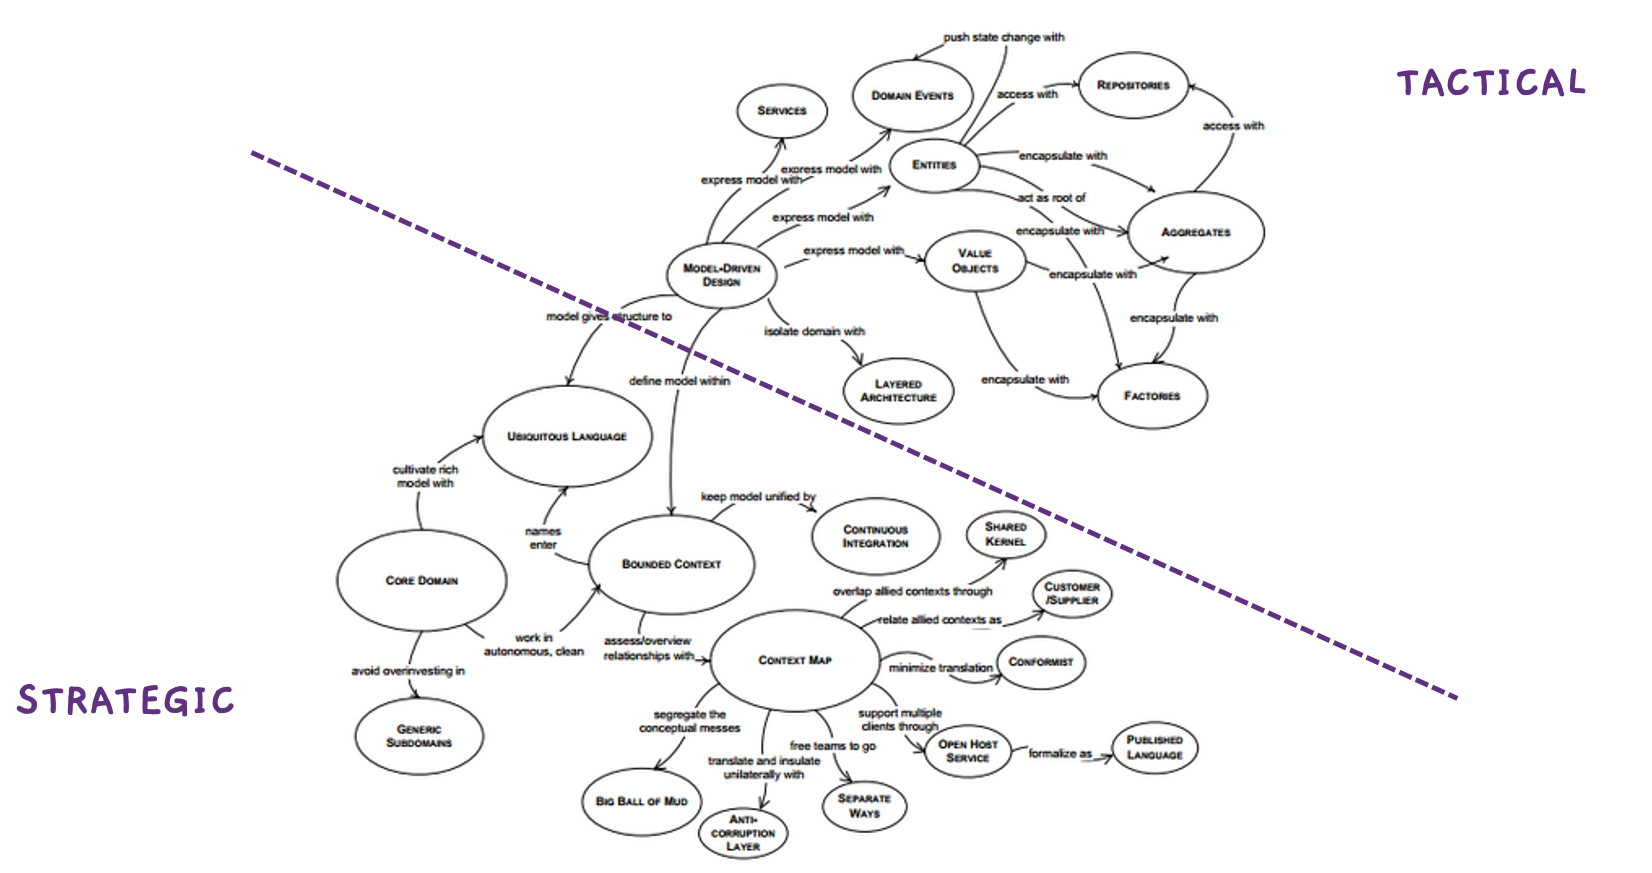 push state change with
TACTICAL
REPOSITORIES
DOMAIN EVENTS
access with
SERVICES
access with
encapsulate with
ENTITIES
express model with
express model with
act as root of
express model with
encapsulate with
AGGREGATES
express model with
VALUE
OBJECTS
MODEL-DRIVEN
DESIGN
encapsulate with
model gives structure to
encapsulate with
isolate domain with
define model within
encapsulate with
LAYERED
ARCHITECTURE
FACTORIES
UBIQUITOUS LANGUAGE
cultivate rich
model with
keep model unified by
names
enter
CONTINUOUS
INTEGRATION
SHARED
KERNEL
BOUNDED CONTEXT
CORE DOMAIN
overlap allied contexts through
CUSTOMER
/SUPPLIER
relate allied contexts as
work in
autonomous, clean
assess/overview
relationships with
CONTEXT MAP
minimize translation
CONFORMIST
avoid overinvesting in
STRATEGIC
segregate the
conceptual messes
support multiple
clients through
GENERIC
SUBDOMAINS
free teams to go
OPEN HOST
SERVICE
formalize as
PUBLISHED
LANGUAGE
translate and insulate
unilaterally with
BIG BALL OF MUD
SEPARATE
WAYS
ANTI-
CORRUPTION
LAYER